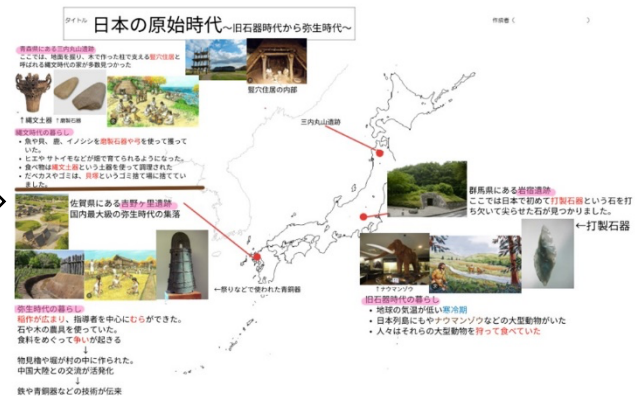 タイトル 日本の原始時代～旧石器時代から弥生時代～
作成者（　　　　　　）
青森県にある三内丸山遺跡
ここでは、地面を掘り、木で作った柱で支える竪穴住居と
呼ばれる縄文時代の家が多数見つかった
竪穴住居の内部
↑縄文土器
↑磨製石器
縄文時代の暮らし
• 魚や貝、鹿、イノシシを磨製石器や弓を使って獲って
いた。
• ヒエやサトイモなどが畑で育てられるようになった。
• 食べ物は縄文土器という土器を使って調理された
• だべカスやゴミは、貝塚というゴミ捨て場に捨ててい
ました。
三内丸山遺跡
佐賀県にある吉野ヶ里遺跡
国内最大級の弥生時代の集落
←祭りなどで使われた青銅器
弥生時代の暮らし
稲作が広まり、指導者を中心にむらができた。
石や木の農具を使っていた。
食料をめぐって争いが起きる
↓
物見櫓や堀が村の中に作られた。
中国大陸との交流が活発化
↓
鉄や青銅器などの技術が伝来
群馬県にある岩宿遺跡
ここでは日本で初めて打製石器という石を打
ち欠いて尖らせた石が見つかりました。
←打製石器
↑ナウマンゾウ
旧石器時代の暮らし
• 地球の気温が低い寒冷期
• 日本列島にもやナウマンゾウなどの大型動物がいた
• 人々はそれらの大型動物を狩って食べていた